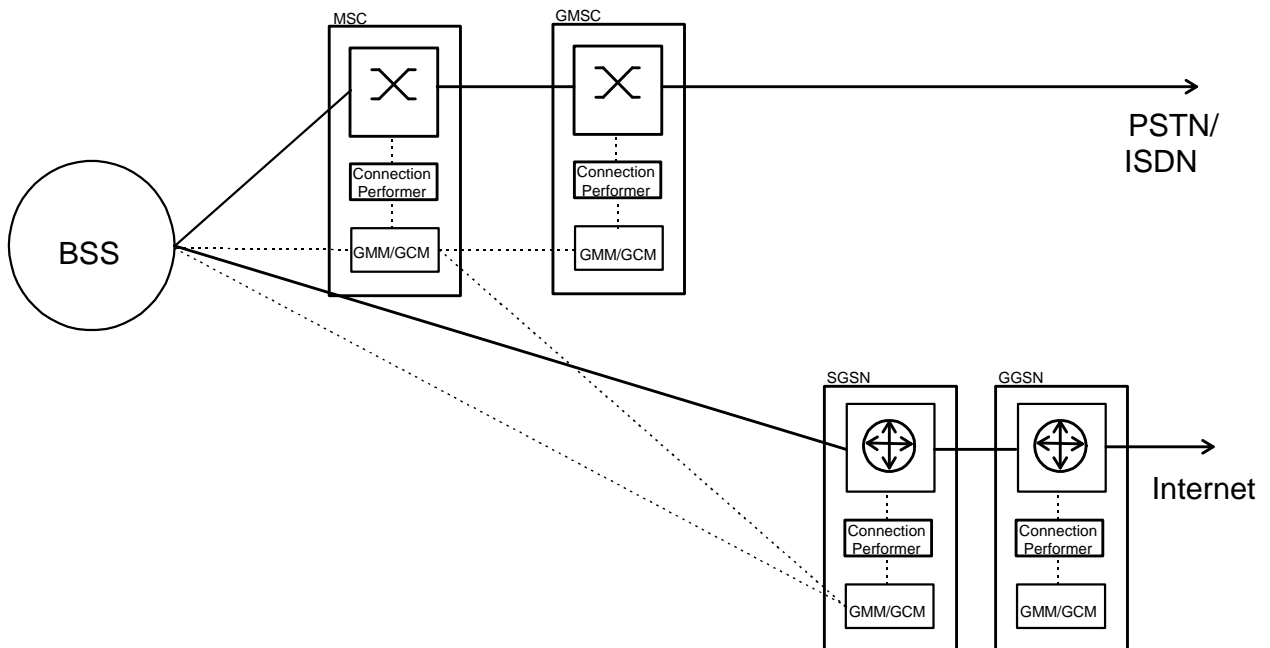 MSC
GMSC
PSTN/
ISDN
Connection
Performer
Connection
Performer
BSS
GMM/GCM
GMM/GCM
SGSN
GGSN
Internet
Connection
Performer
Connection
Performer
GMM/GCM
GMM/GCM